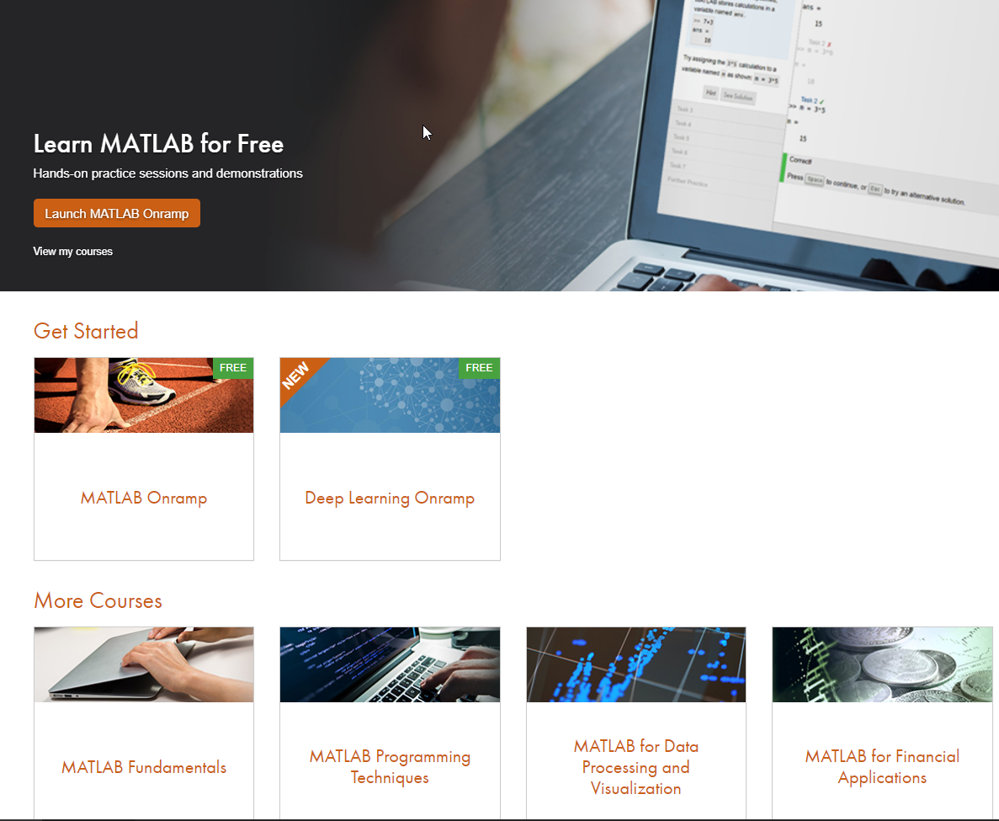 MATLAB stores calculations in a
variable named ans.
>> 7*3
ans =
Try assigning the 3*5 calculation to a
variable named m as shown: m = 3*5
Hint See Solution
Task 3
Task 4
Task 5
Task 6
Task 7
Further Practice
ans =
15
Task 2 ✗
>> n = 3*6
18
Task 2 ✓
>> m = 3*5
m =
15
Correct!
Press Space to continue, or Esc to try an alternative solution.
Learn MATLAB for Free
Hands-on practice sessions and demonstrations
Launch MATLAB Onramp
View my courses
Get Started
FREE
NEW
FREE
MATLAB Onramp
Deep Learning Onramp
More Courses
MATLAB Fundamentals
MATLAB Programming
Techniques
MATLAB for Data
Processing and
Visualization
MATLAB for Financial
Applications